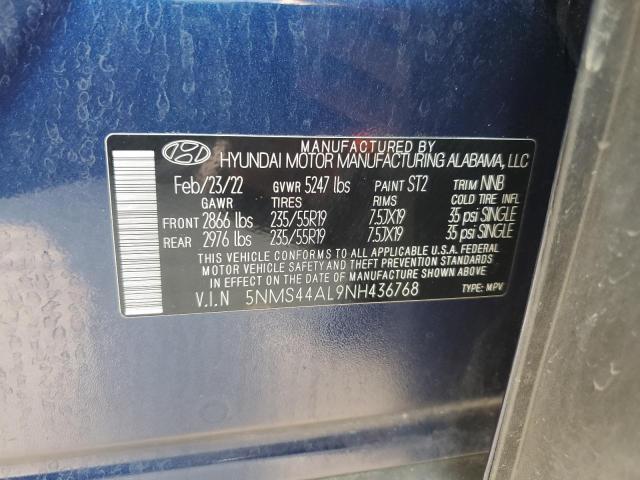 MANUFACTURED BY
HYUNDAI MOTOR MANUFACTURING ALABAMA, LLC
Feb/23/22 GVWR 5247 lbs PAINT ST2 TRIM NNB
GAWR TIRES RIMS COLD TIRE INFL
FRONT 2866 lbs 235/55R19 7.5JX19 35 psi SINGLE
REAR 2976 lbs 235/55R19 7.5JX19 35 psi SINGLE
THIS VEHICLE CONFORMS TO ALL APPLICABLE U.S.A. FEDERAL
MOTOR VEHICLE SAFETY, BUMPER, AND THEFT
PREVENTION STANDARDS IN
EFFECT ON THE DATE OF MANUFACTURE SHOWN ABOVE.
V.I.N 5NMS44AL9NH436768 TYPE: MPV